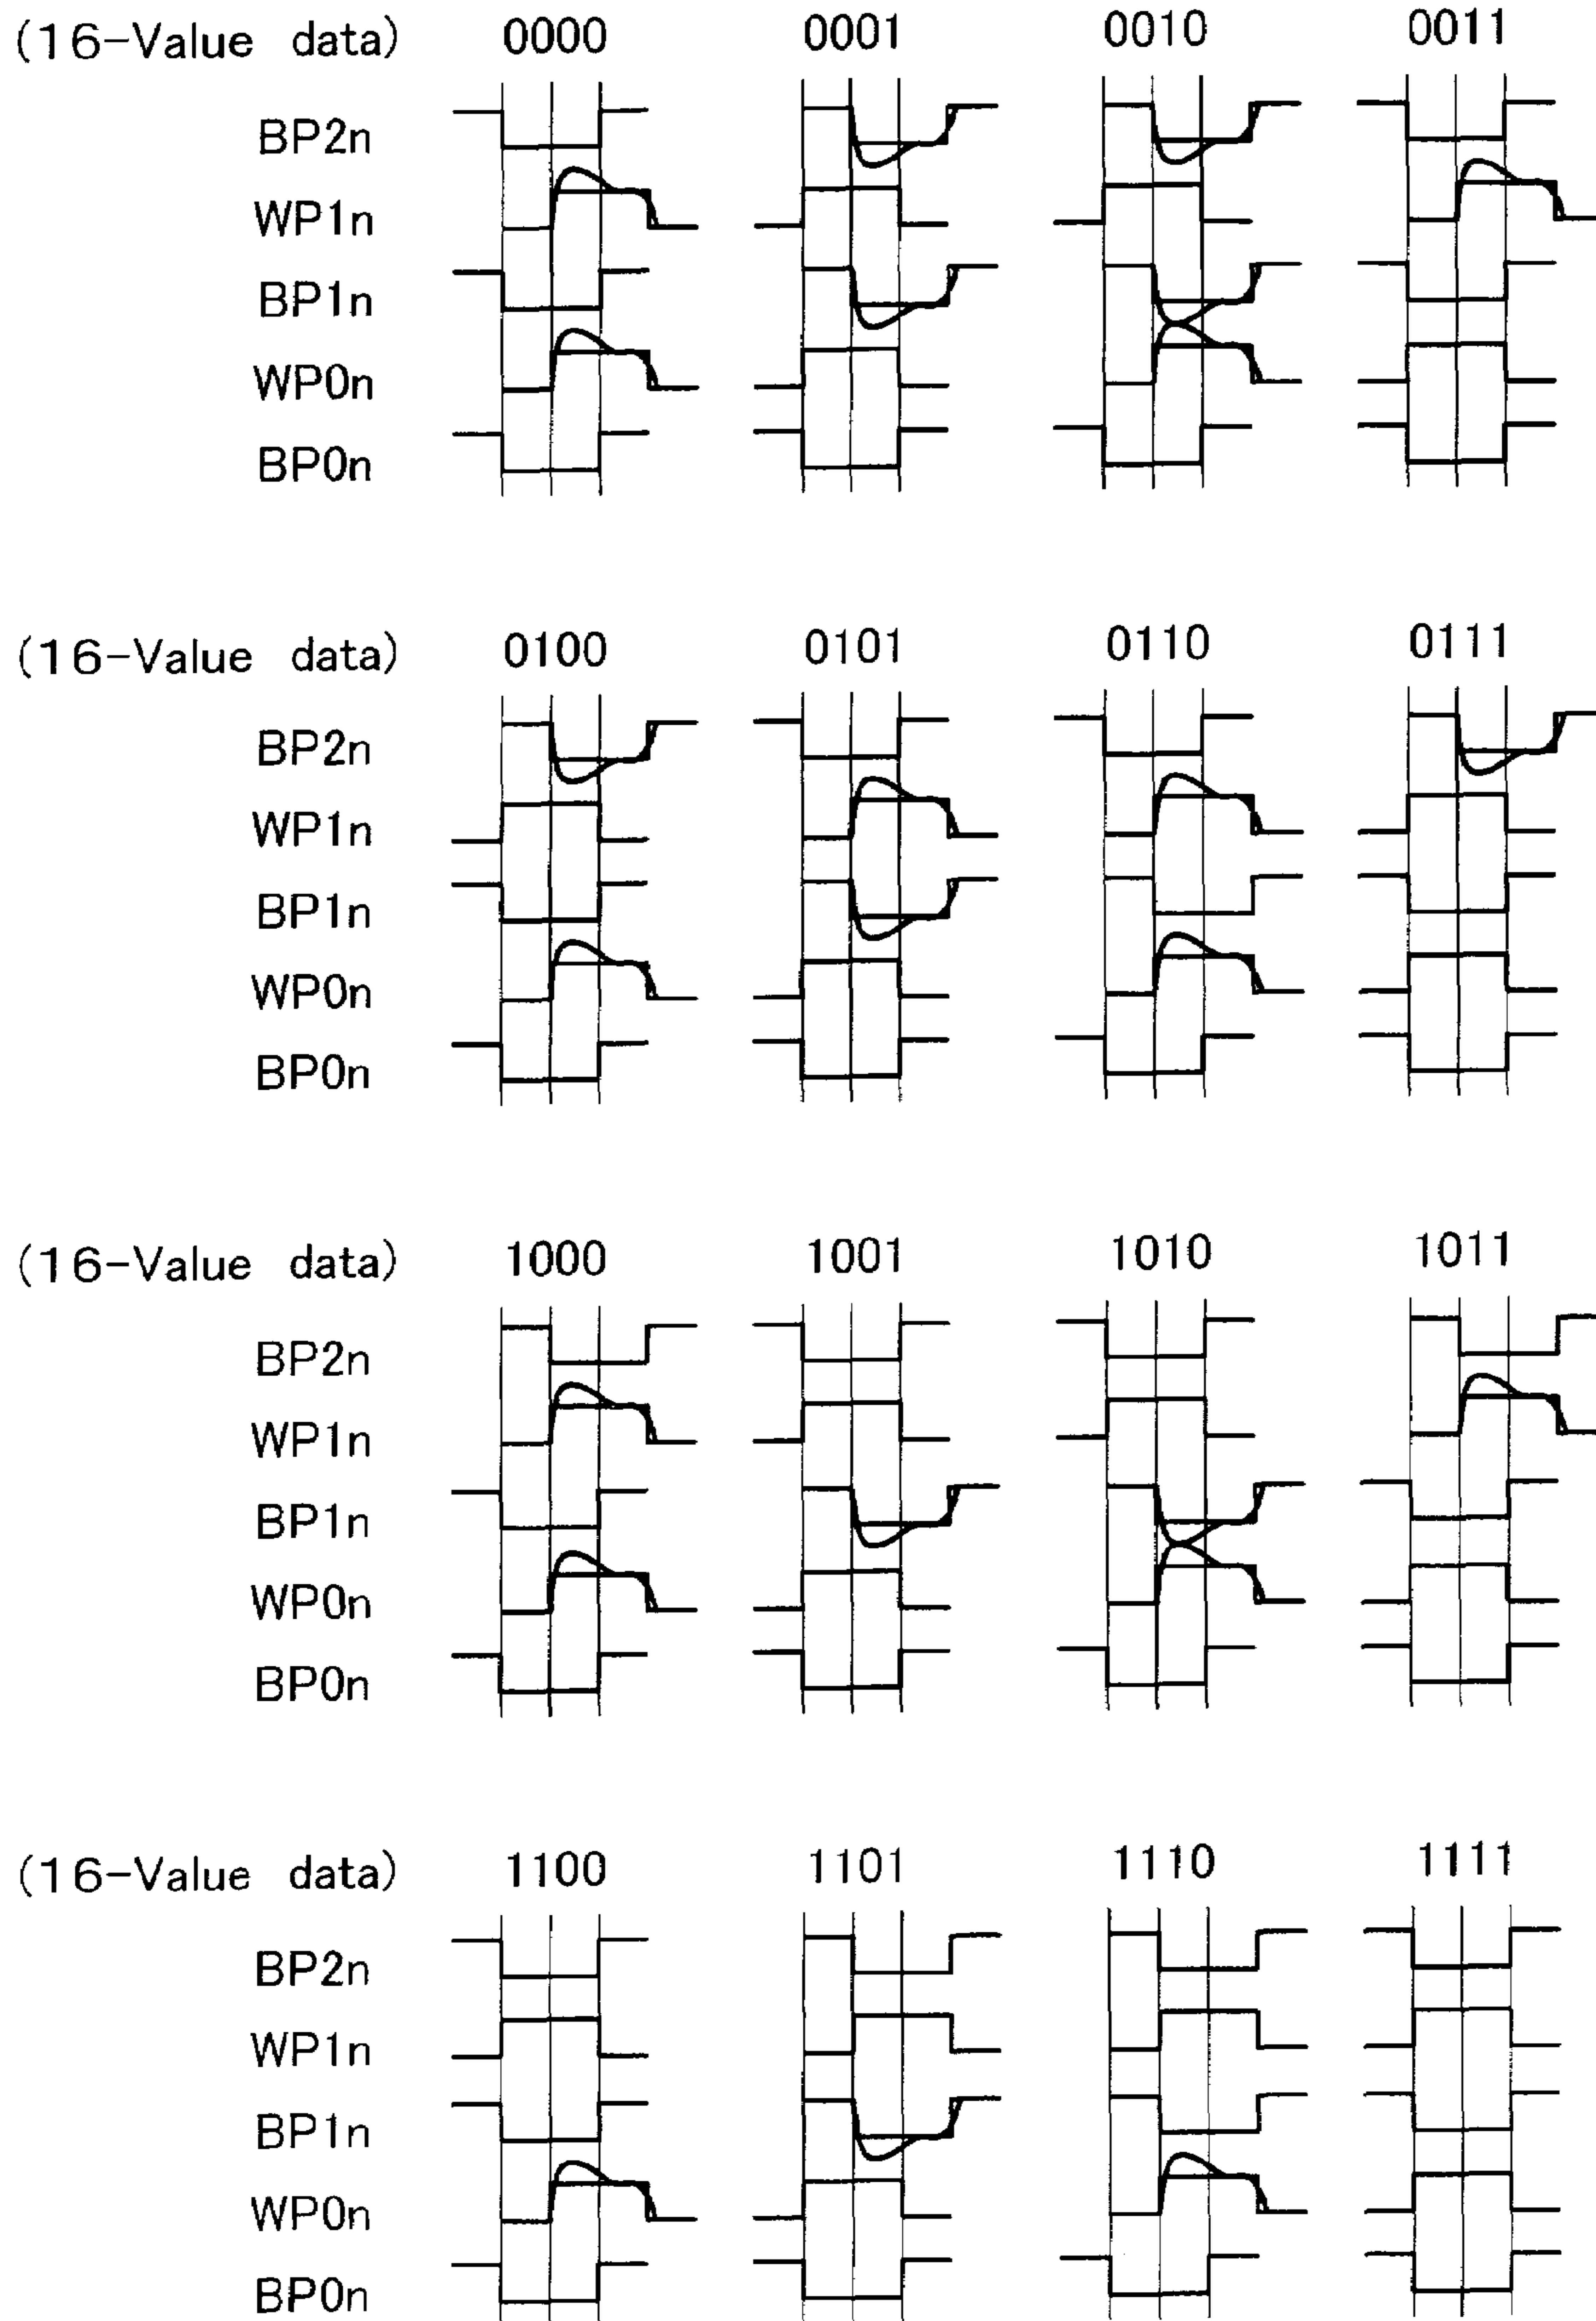 (16-Value data) 0000 0001 0010 0011
BP2n
WP1n
BP1n
WP0n
BP0n
(16-Value data) 0100 0101 0110 0111
BP2n
WP1n
BP1n
WP0n
BP0n
(16-Value data) 1000 1001 1010 1011
BP2n
WP1n
BP1n
WP0n
BP0n
(16-Value data) 1100 1101 1110 1111
BP2n
WP1n
BP1n
WP0n
BP0n